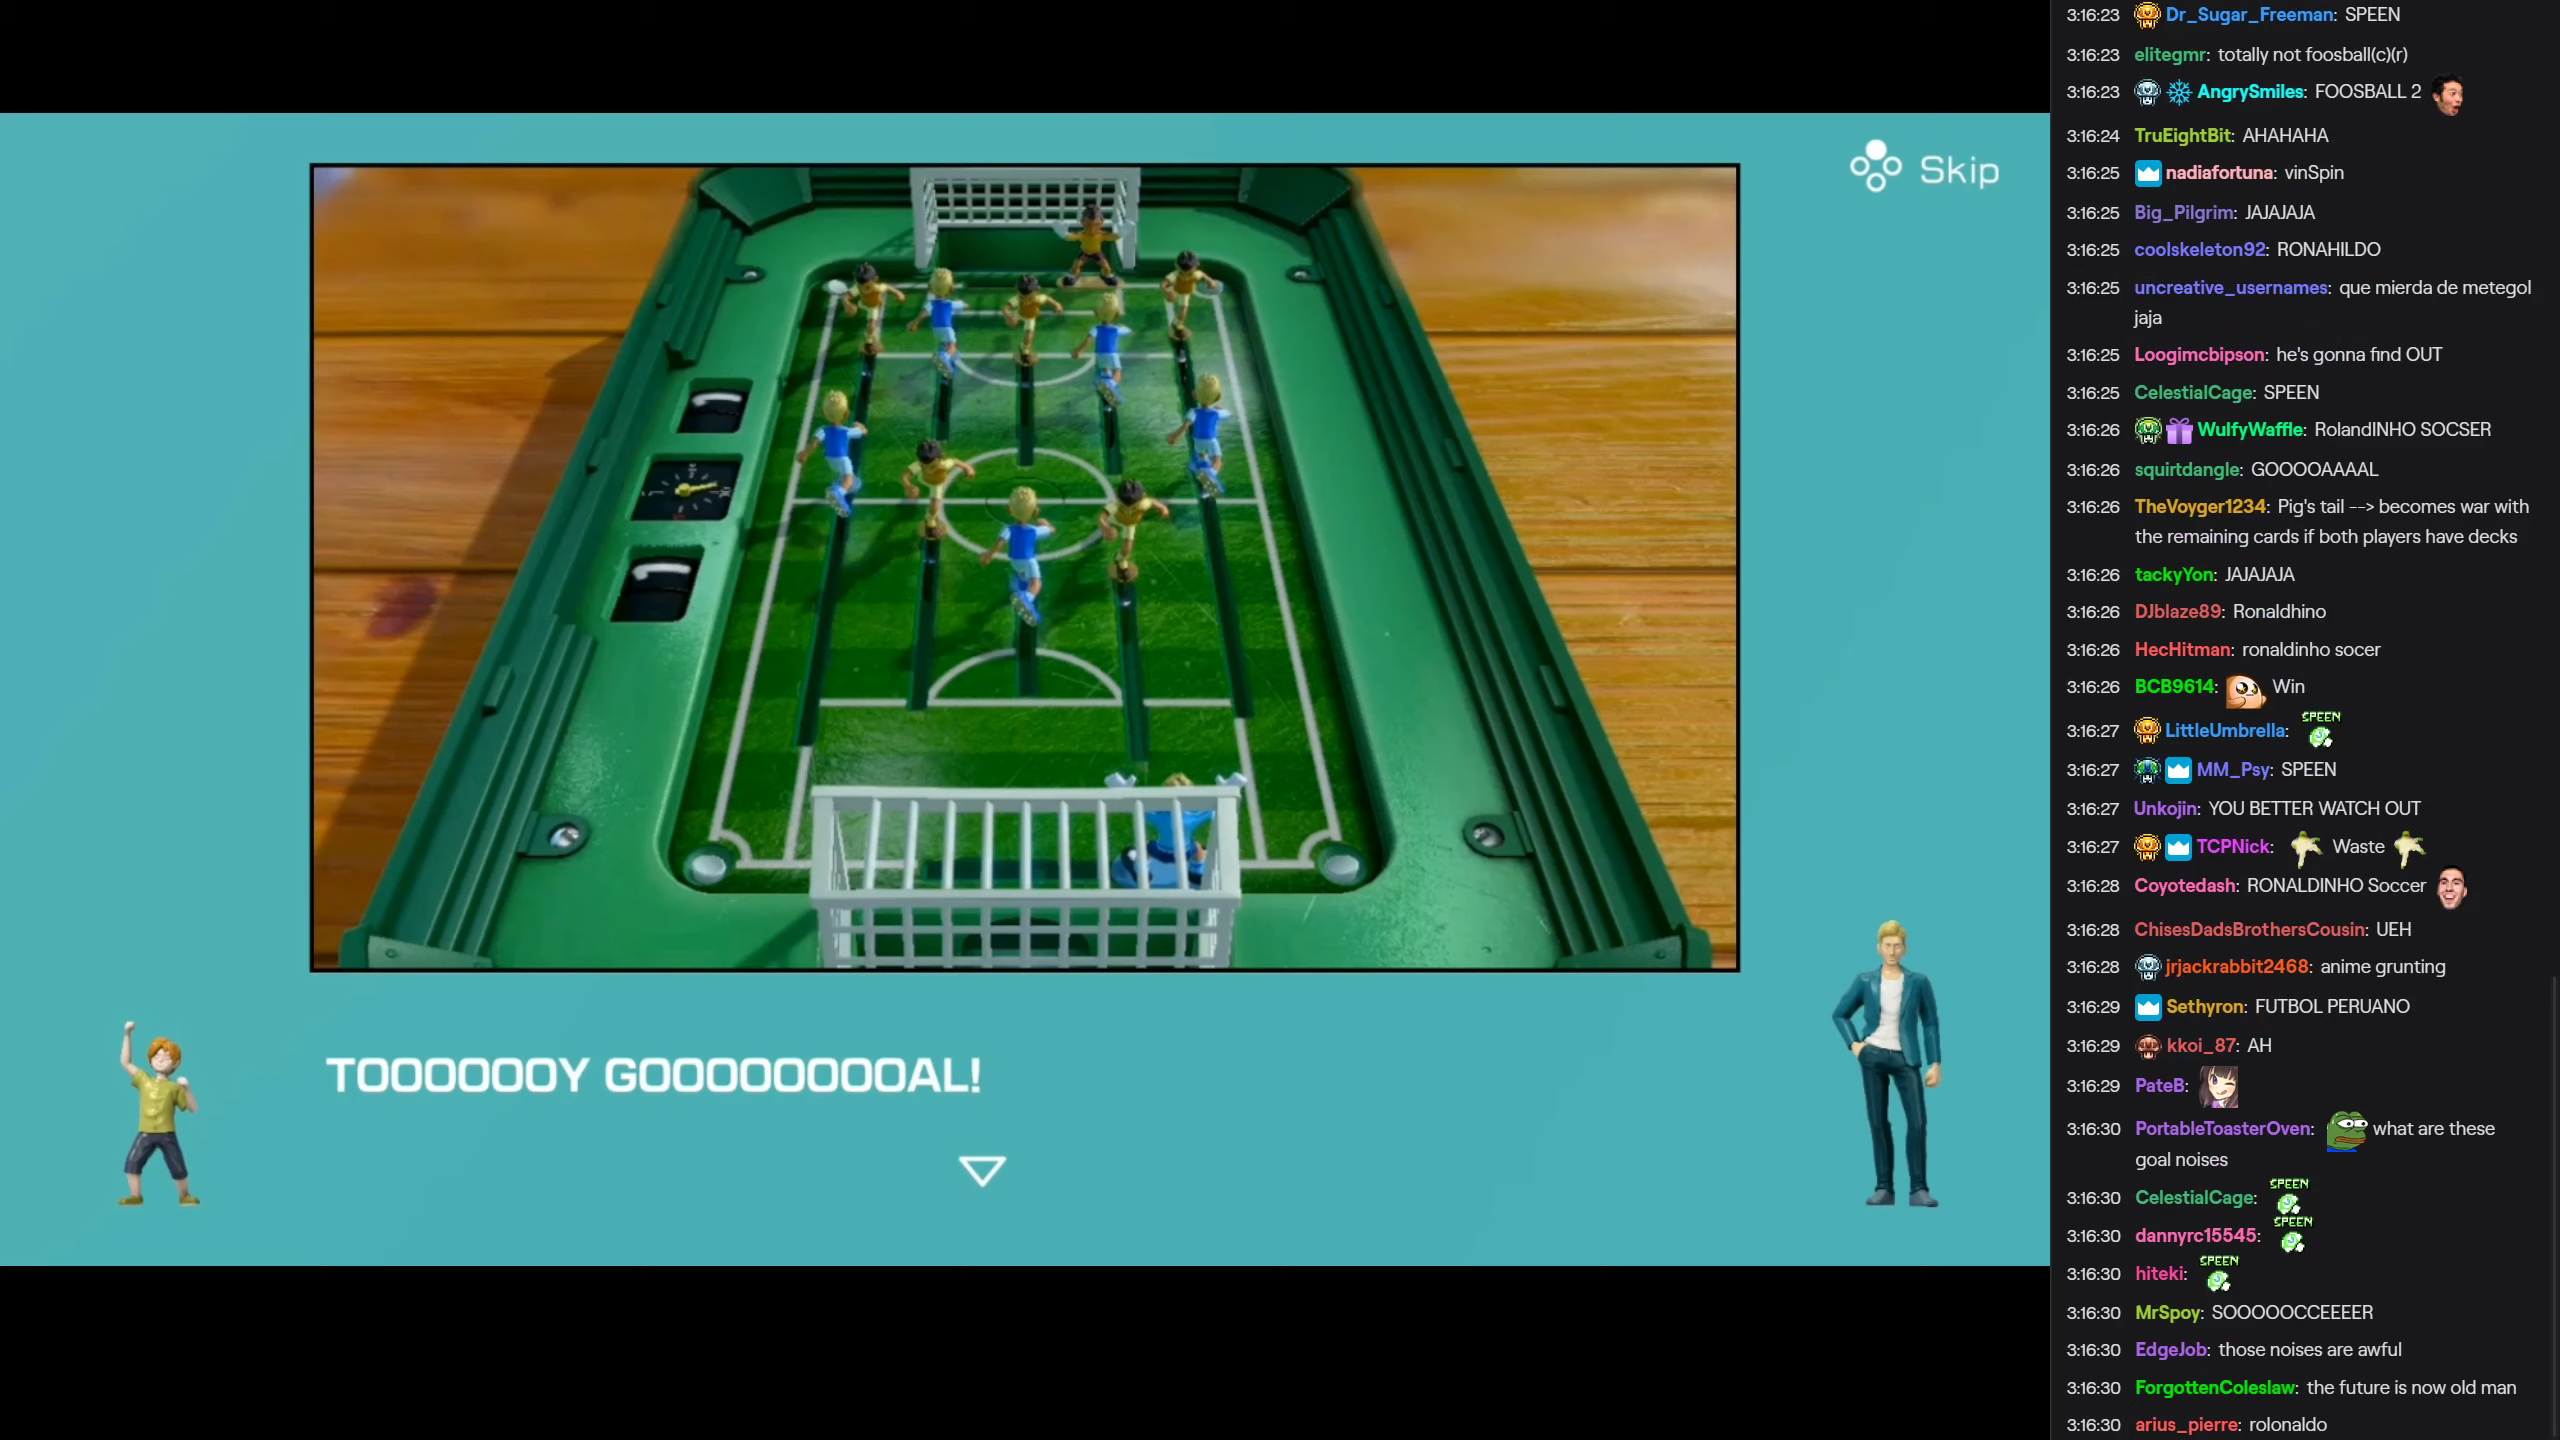 Skip
TOOOOOOY GOOOOOOOOAL!
3:16:23 Dr_Sugar_Freeman: SPEEN
3:16:23 elitegmr: totally not foosball(c)(r)
3:16:23 AngrySmiles: FOOSBALL 2
3:16:24 TruEightBit: AHAHAHA
3:16:25 nadiafortuna: vinSpin
3:16:25 Big_Pilgrim: JAJAJAJA
3:16:25 coolskeleton92: RONAHILDO
3:16:25 uncreative_usernames: que mierda de metegol
jaja
3:16:25 Loogimcbipson: he's gonna find OUT
3:16:25 CelestialCage: SPEEN
3:16:26 WulfyWaffle: RolandINHO SOCSER
3:16:26 squirtdangle: GOOOOAAAAL
3:16:26 TheVoyger1234: Pig's tail --> becomes war with
the remaining cards if both players have decks
3:16:26 tackyYon: JAJAJAJA
3:16:26 DJblaze89: Ronaldhino
3:16:26 HecHitman: ronaldinho socer
3:16:26 BCB9614: Win
3:16:27 LittleUmbrella: SPEEN
3:16:27 MM_Psy: SPEEN
3:16:27 Unkojin: YOU BETTER WATCH OUT
3:16:27 TCPNick: Waste
3:16:28 Coyotedash: RONALDINHO Soccer
3:16:28 ChisesDadsBrothersCousin: UEH
3:16:28 jrjackrabbit2468: anime grunting
3:16:29 Sethyron: FUTBOL PERUANO
3:16:29 kkoi_87: AH
3:16:29 PateB:
3:16:30 PortableToasterOven: what are these
goal noises
3:16:30 CelestialCage: SPEEN
3:16:30 dannyrc15545: SPEEN
3:16:30 hiteki: SPEEN
3:16:30 MrSpoy: SOOOOOCCEEEER
3:16:30 EdgeJob: those noises are awful
3:16:30 ForgottenColeslaw: the future is now old man
3:16:30 arius_pierre: rolonaldo